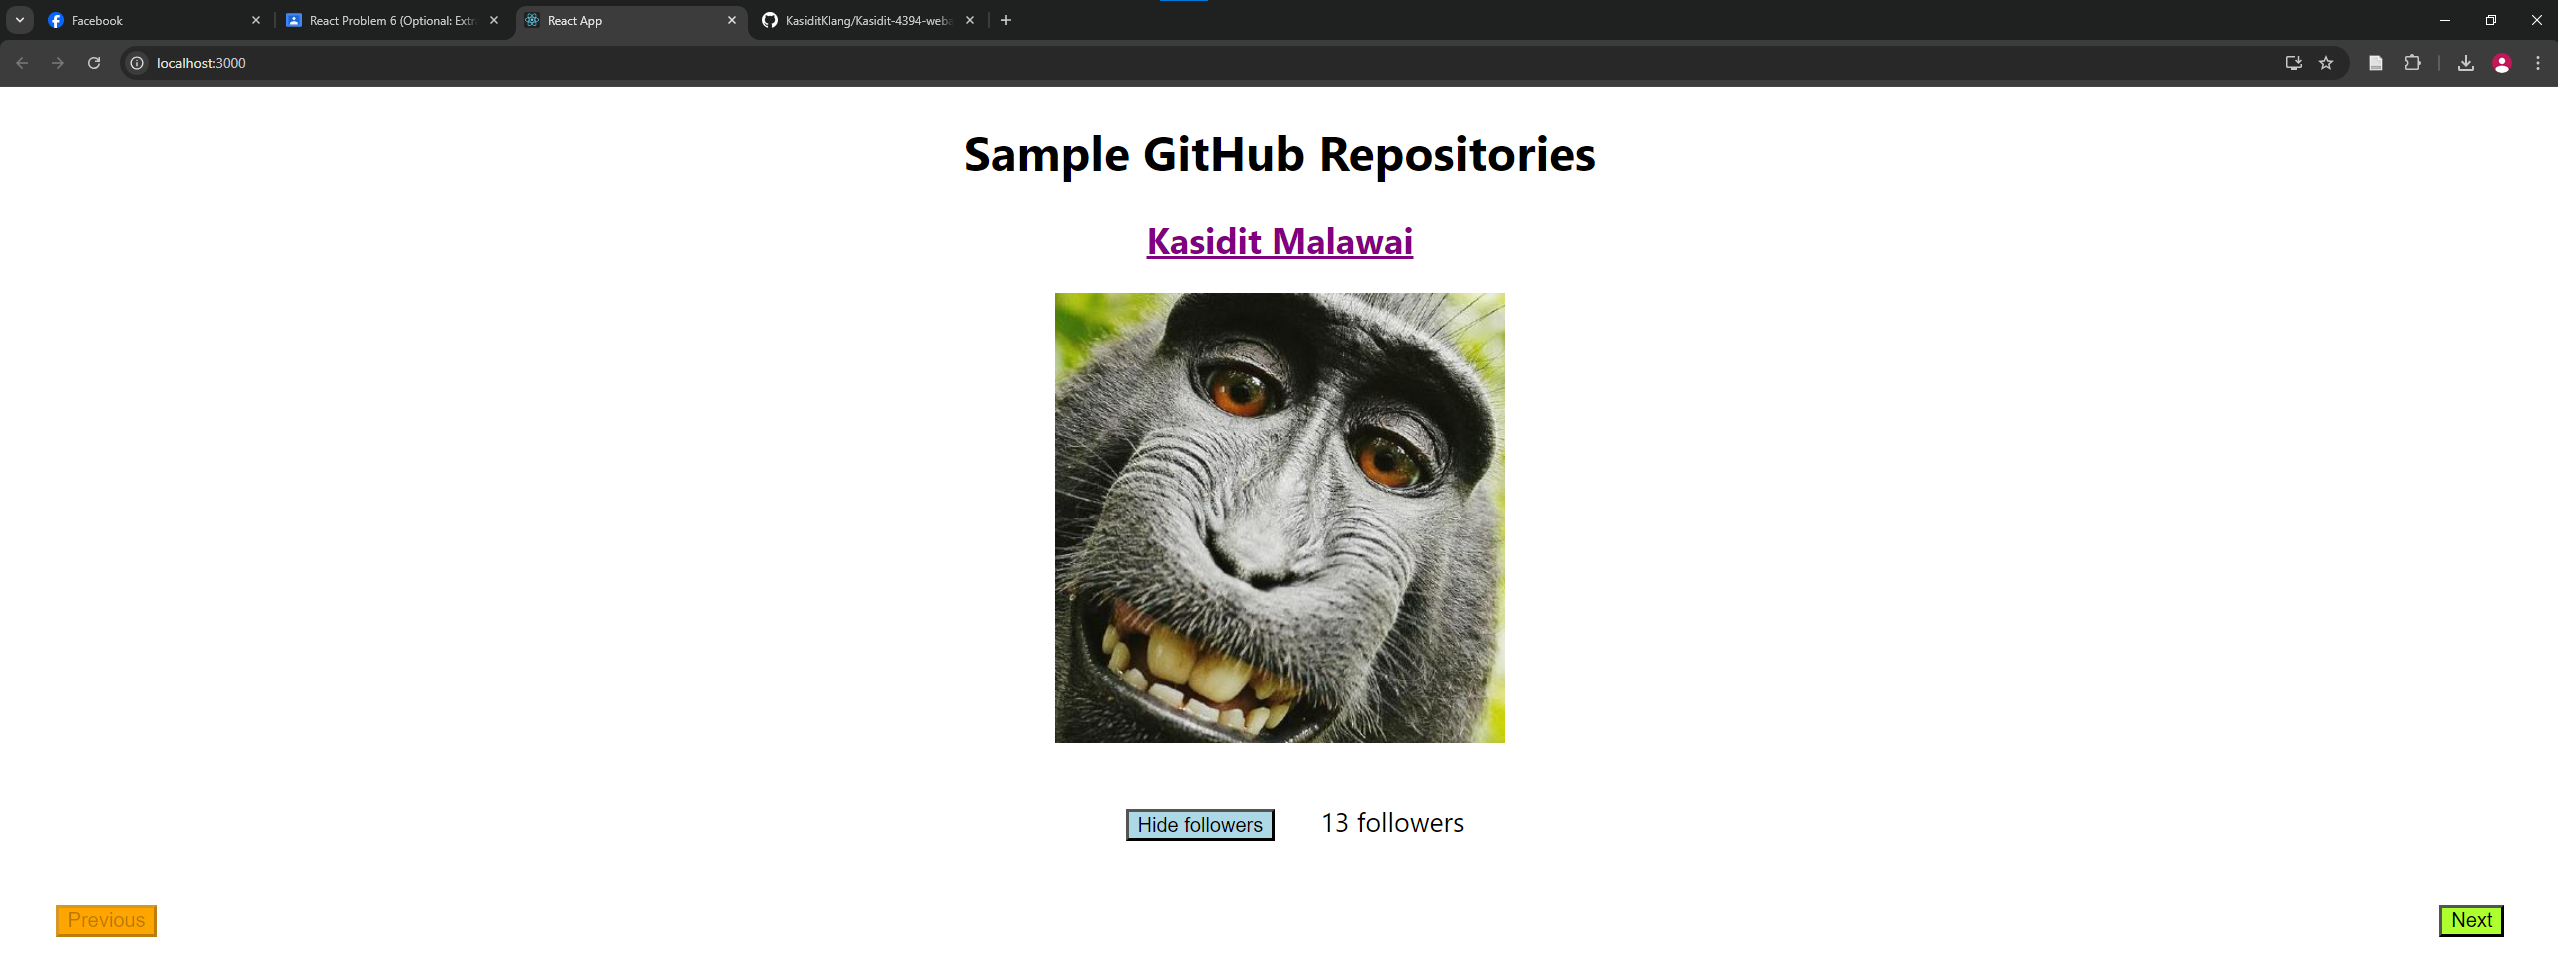 Facebook
React Problem 6 (Optional: Extr
React App
KasiditKlang/Kasidit-4394-weba
localhost:3000
Sample GitHub Repositories
Kasidit Malawai
Hide followers 13 followers
Previous Next